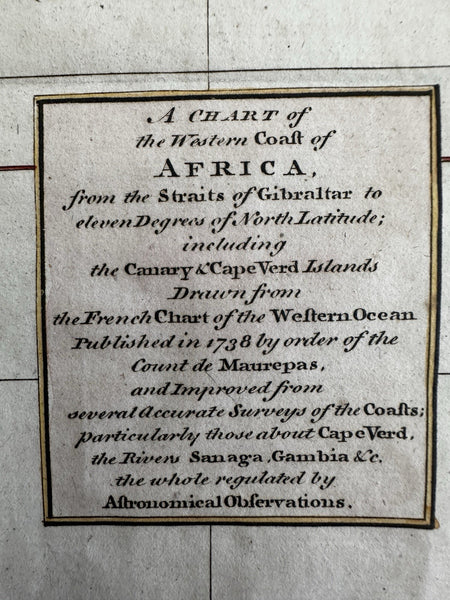 A CHART of
the Western Coaſt of
AFRICA,
from the Straits of Gibraltar to
eleven Degrees of North Latitude;
including
the Canary & Cape Verd Islands
Drawn from
the French Chart of the Weſtern Ocean
Published in 1738 by order of the
Count de Maurepas,
and Improved from
several Accurate Surveys of the Coaſts;
particularly those about Cape Verd,
the Rivers Sanaga, Gambia &c.
the whole regulated by
Aſtronomical Obſervations.